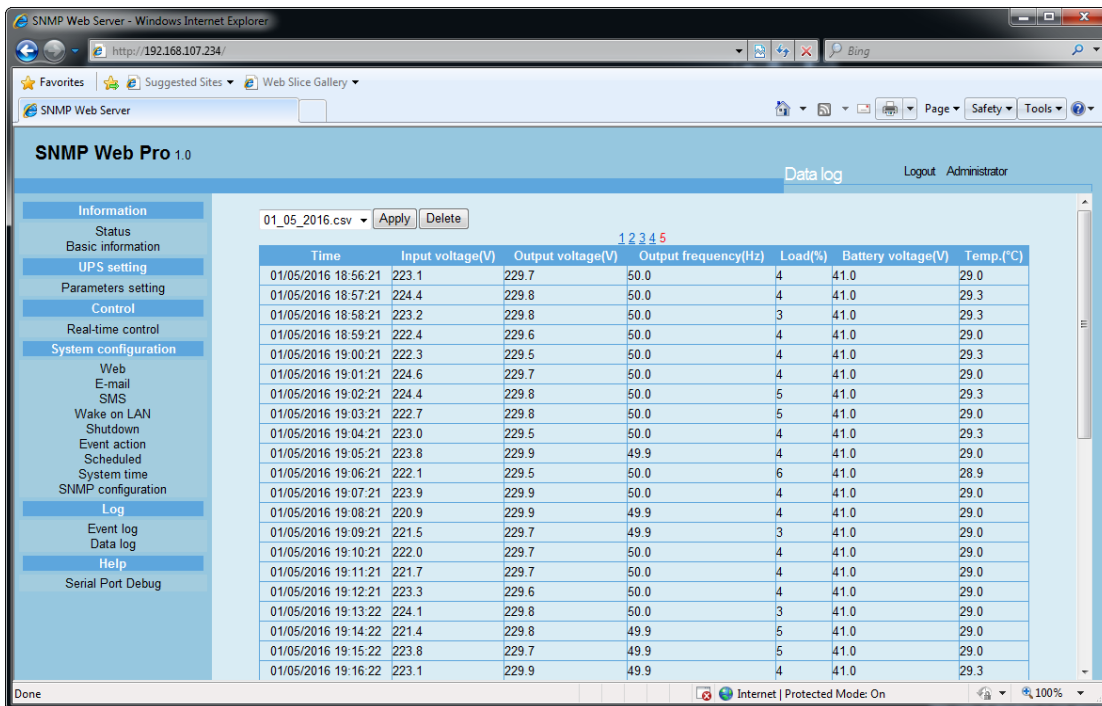 SNMP Web Server - Windows Internet Explorer
http://192.168.107.234/
Bing
Favorites Suggested Sites Web Slice Gallery
SNMP Web Server
Page Safety Tools
SNMP Web Pro 1.0
Data log Logout Administrator
Information
Status
Basic information
UPS setting
Parameters setting
Control
Real-time control
System configuration
Web
E-mail
SMS
Wake on LAN
Shutdown
Event action
Scheduled
System time
SNMP configuration
Log
Event log
Data log
Help
Serial Port Debug
01_05_2016.csv Apply Delete
1 2 3 4 5
Time Input voltage(V) Output voltage(V) Output frequency(Hz) Load(%) Battery voltage(V) Temp.(°C)
01/05/2016 18:56:21 223.1 229.7 50.0 4 41.0 29.0
01/05/2016 18:57:21 224.4 229.8 50.0 4 41.0 29.3
01/05/2016 18:58:21 223.2 229.8 50.0 3 41.0 29.3
01/05/2016 18:59:21 222.4 229.6 50.0 4 41.0 29.0
01/05/2016 19:00:21 222.3 229.5 50.0 4 41.0 29.3
01/05/2016 19:01:21 224.6 229.7 50.0 4 41.0 29.0
01/05/2016 19:02:21 224.4 229.8 50.0 5 41.0 29.3
01/05/2016 19:03:21 222.7 229.8 50.0 5 41.0 29.0
01/05/2016 19:04:21 223.0 229.5 50.0 4 41.0 29.3
01/05/2016 19:05:21 223.8 229.9 49.9 4 41.0 29.0
01/05/2016 19:06:21 222.1 229.5 50.0 6 41.0 28.9
01/05/2016 19:07:21 223.9 229.9 50.0 4 41.0 29.0
01/05/2016 19:08:21 220.9 229.9 49.9 4 41.0 29.0
01/05/2016 19:09:21 221.5 229.7 49.9 3 41.0 29.0
01/05/2016 19:10:21 222.0 229.7 50.0 4 41.0 29.0
01/05/2016 19:11:21 221.7 229.7 50.0 4 41.0 29.0
01/05/2016 19:12:21 223.3 229.6 50.0 4 41.0 29.0
01/05/2016 19:13:22 224.1 229.8 50.0 3 41.0 29.0
01/05/2016 19:14:22 221.4 229.8 49.9 5 41.0 29.0
01/05/2016 19:15:22 223.8 229.7 49.9 5 41.0 29.0
01/05/2016 19:16:22 223.1 229.9 49.9 4 41.0 29.3
Done Internet | Protected Mode: On 100%